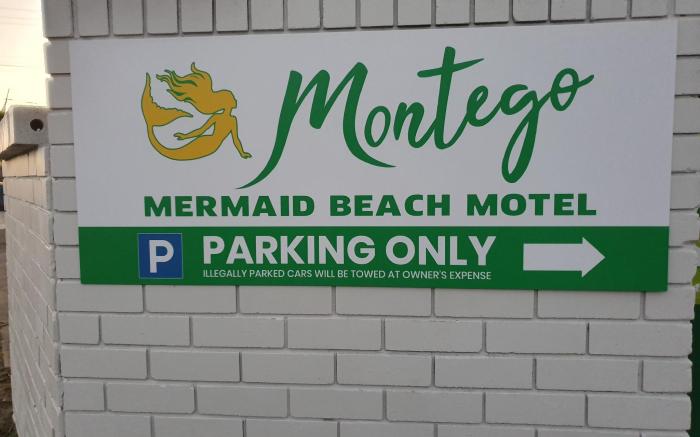 Montego
MERMAID BEACH MOTEL
P PARKING ONLY
ILLEGALLY PARKED CARS WILL BE TOWED AT OWNER'S EXPENSE